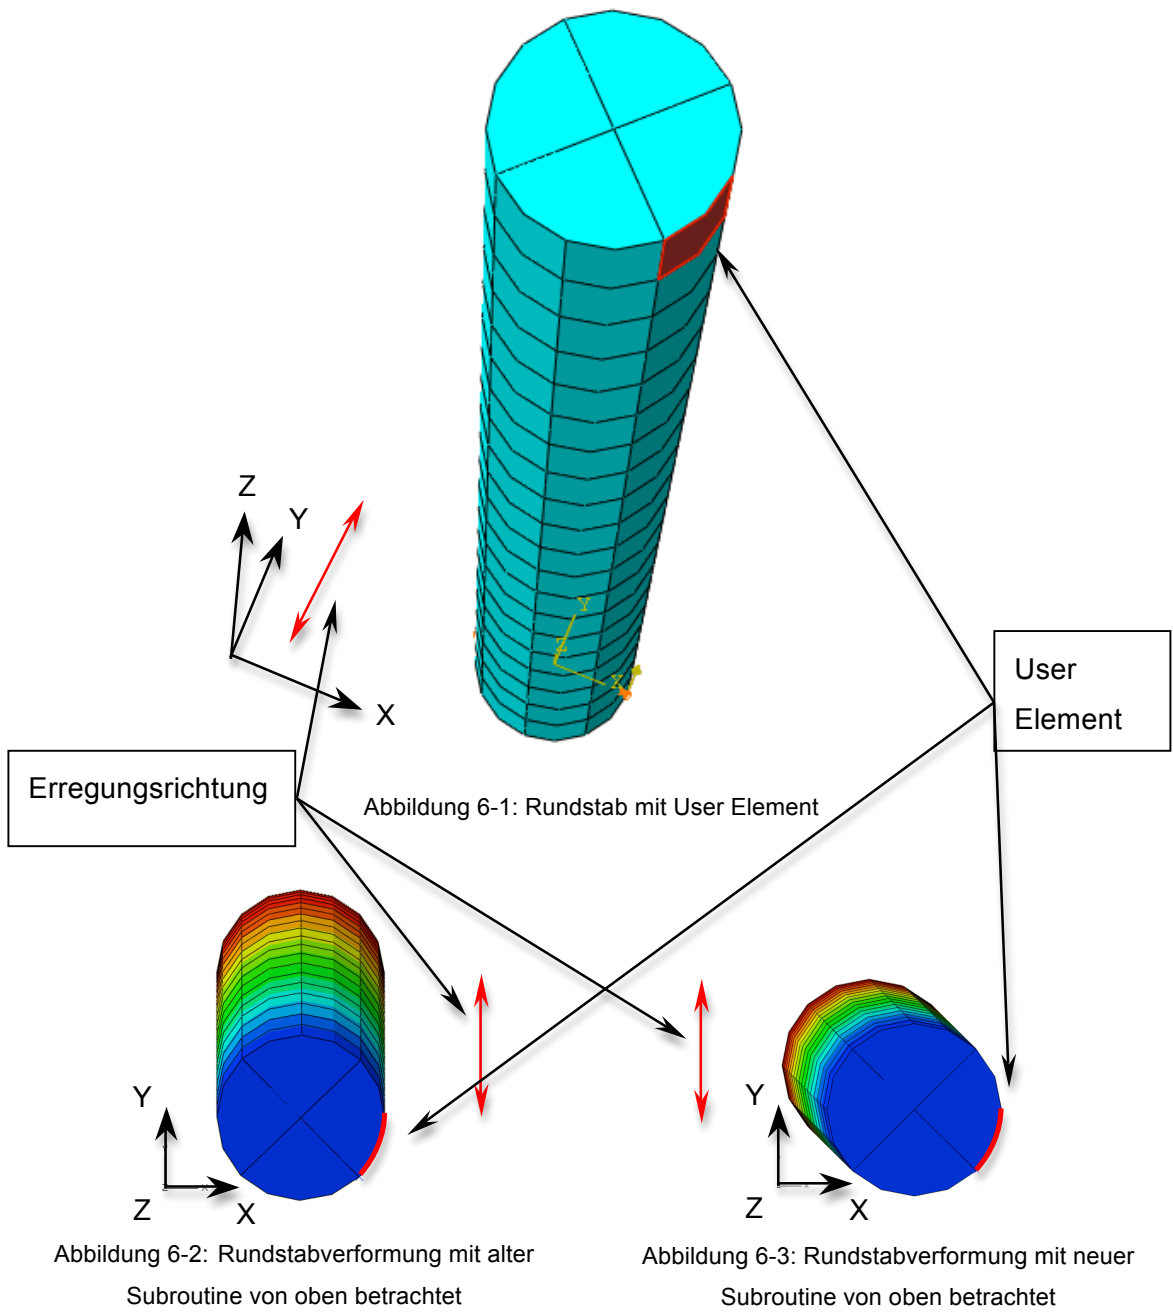 Z
Y
X
Y
Z
X
User
Element
Erregungsrichtung
Abbildung 6-1: Rundstab mit User Element
Y
Z
X
Y
Z
X
Abbildung 6-2: Rundstabverformung mit alter
Subroutine von oben betrachtet
Abbildung 6-3: Rundstabverformung mit neuer
Subroutine von oben betrachtet